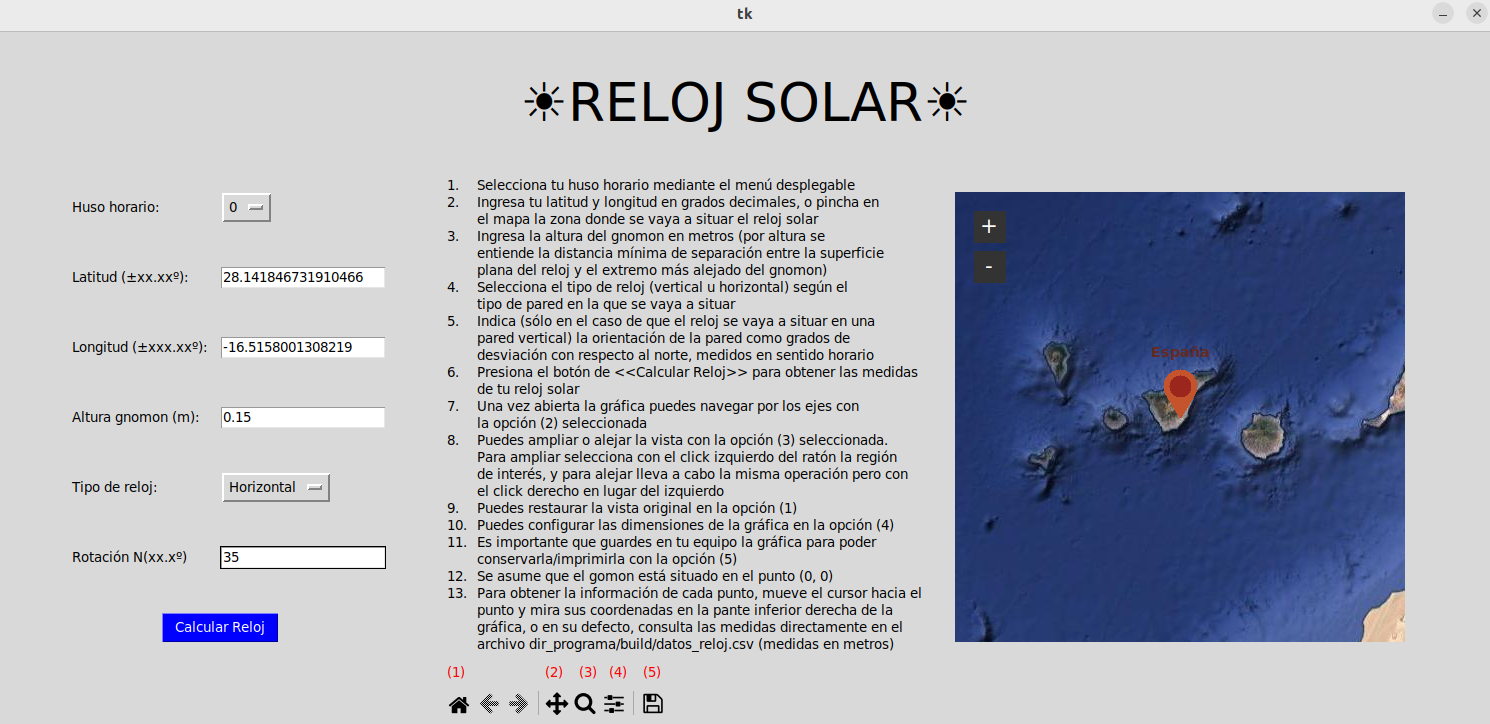 tk
☀RELOJ SOLAR☀
Huso horario:
0
Latitud (±xx.xxº):
28.141846731910466
Longitud (±xxx.xxº):
-16.5158001308219
Altura gnomon (m):
0.15
Tipo de reloj:
Horizontal
Rotación N(xx.xº)
35
Calcular Reloj
1. Selecciona tu huso horario mediante el menú desplegable
2. Ingresa tu latitud y longitud en grados decimales, o pincha en
el mapa la zona donde se vaya a situar el reloj solar
3. Ingresa la altura del gnomon en metros (por altura se
entiende la distancia mínima de separación entre la superficie
plana del reloj y el extremo más alejado del gnomon)
4. Selecciona el tipo de reloj (vertical u horizontal) según el
tipo de pared en la que se vaya a situar
5. Indica (sólo en el caso de que el reloj se vaya a situar en una
pared vertical) la orientación de la pared como grados de
desviación con respecto al norte, medidos en sentido horario
6. Presiona el botón de <<Calcular Reloj>> para obtener las medidas
de tu reloj solar
7. Una vez abierta la gráfica puedes navegar por los ejes con
la opción (2) seleccionada
8. Puedes ampliar o alejar la vista con la opción (3) seleccionada.
Para ampliar selecciona con el click izquierdo del ratón la región
de interés, y para alejar lleva a cabo la misma operación pero con
el click derecho en lugar del izquierdo
9. Puedes restaurar la vista original en la opción (1)
10. Puedes configurar las dimensiones de la gráfica en la opción (4)
11. Es importante que guardes en tu equipo la gráfica para poder
conservarla/imprimirla con la opción (5)
12. Se asume que el gomon está situado en el punto (0, 0)
13. Para obtener la información de cada punto, mueve el cursor hacia el
punto y mira sus coordenadas en la pante inferior derecha de la
gráfica, o en su defecto, consulta las medidas directamente en el
archivo dir_programa/build/datos_reloj.csv (medidas en metros)
(1) (2) (3) (4) (5)
+
-
España